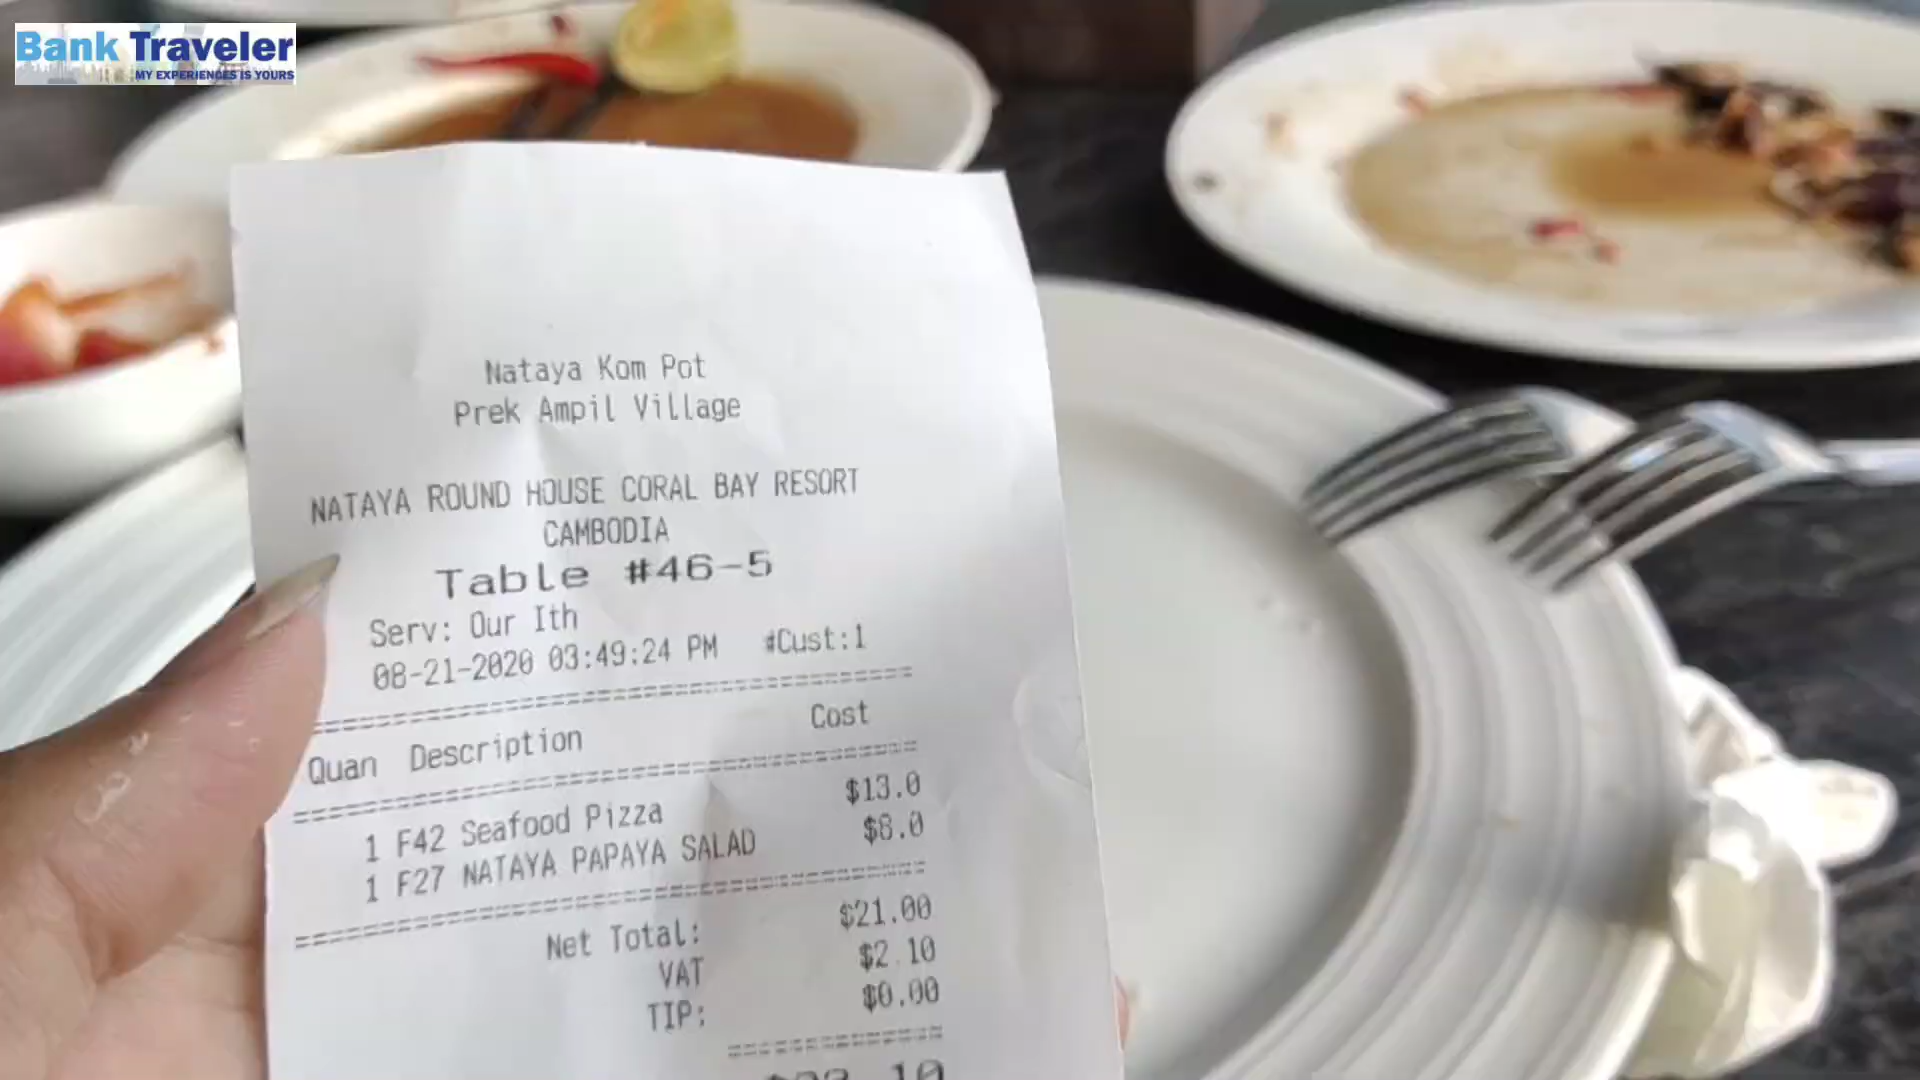 Bank Traveler
MY EXPERIENCES IS YOURS
Nataya Kom Pot
Prek Ampil Village
NATAYA ROUND HOUSE CORAL BAY RESORT
CAMBODIA
Table #46-5
Serv: Our Ith
08-21-2020 03:49:24 PM #Cust:1
Quan Description Cost
1 F42 Seafood Pizza $13.0
1 F27 NATAYA PAPAYA SALAD $8.0
Net Total: $21.00
VAT $2.10
TIP: $0.00